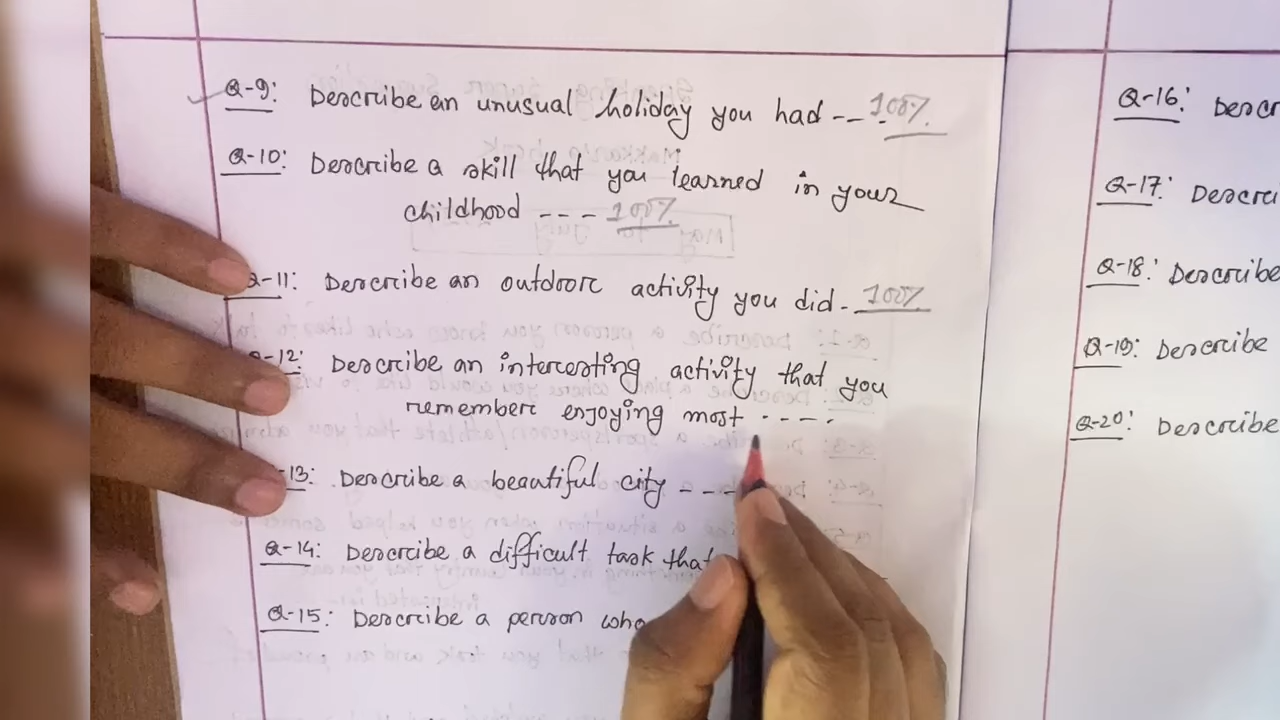 Q-9: Describe an unusual holiday you had --- 100%
Q-10: Describe a skill that you learned in your
childhood --- 100%
Q-11: Describe an outdoor activity you did- 100%
Q-12: Describe an interesting activity that you
remember enjoying most ----
Q-13: Describe a beautiful city ---
Q-14: Describe a difficult task that
Q-15: Describe a person who
Q-16:
Q-17:
Q-18: Describe
Q-19: Describe
Q-20: Describe